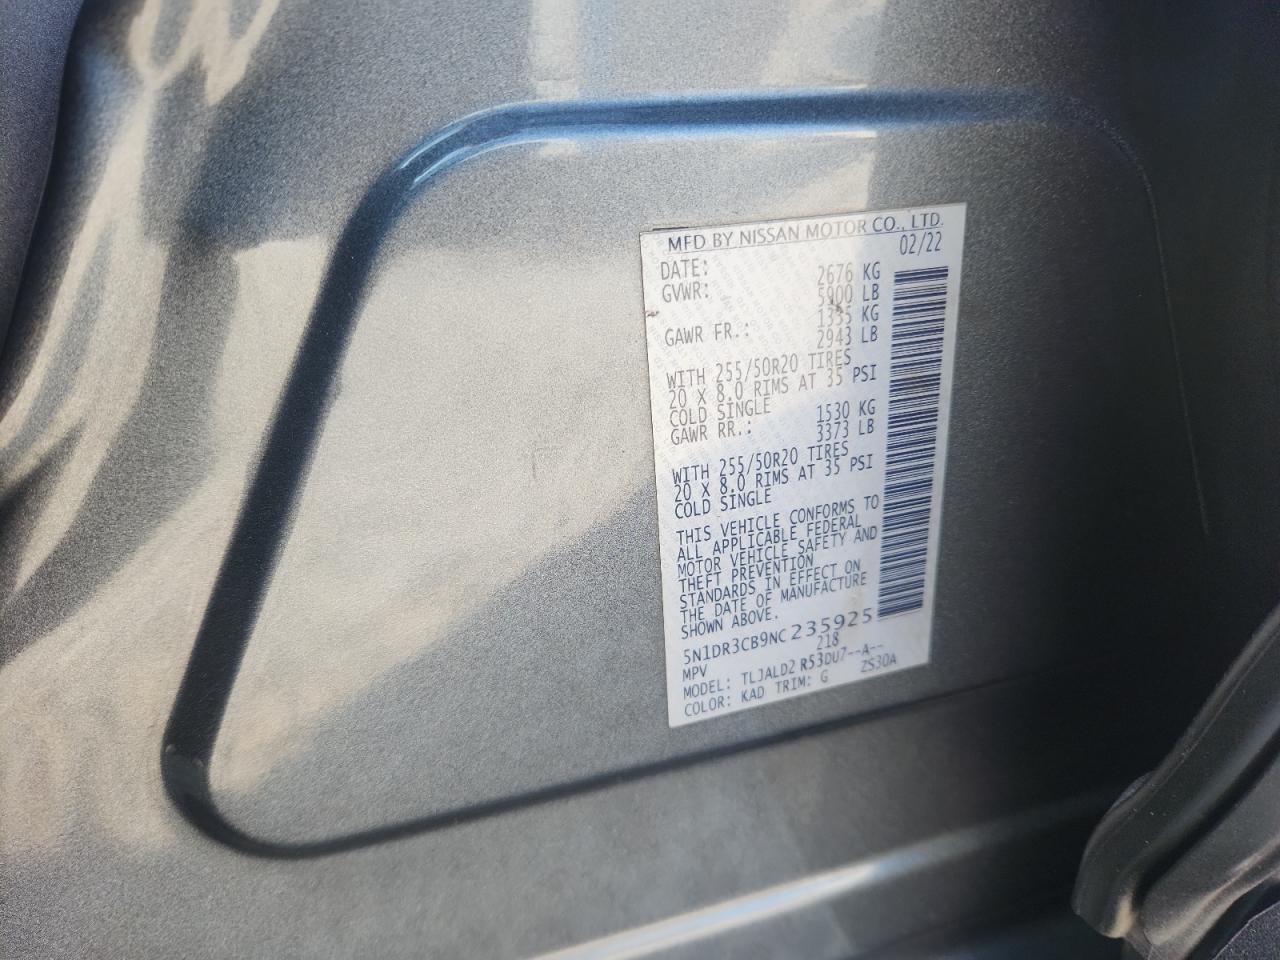 MFD BY NISSAN MOTOR CO., LTD.
DATE: 02/22
GVWR: 2676 KG
5900 LB
GAWR FR.: 1335 KG
2943 LB
WITH 255/50R20 TIRES
20 X 8.0 RIMS AT 35 PSI
COLD SINGLE
GAWR RR.: 1530 KG
3373 LB
WITH 255/50R20 TIRES
20 X 8.0 RIMS AT 35 PSI
COLD SINGLE
THIS VEHICLE CONFORMS TO
ALL APPLICABLE FEDERAL
MOTOR VEHICLE SAFETY AND
THEFT PREVENTION
STANDARDS IN EFFECT ON
THE DATE OF MANUFACTURE
SHOWN ABOVE.
5N1DR3CB9NC235925
MPV 218
MODEL: TLJALD2 R53DU7--A--
COLOR: KAD TRIM: G ZS30A